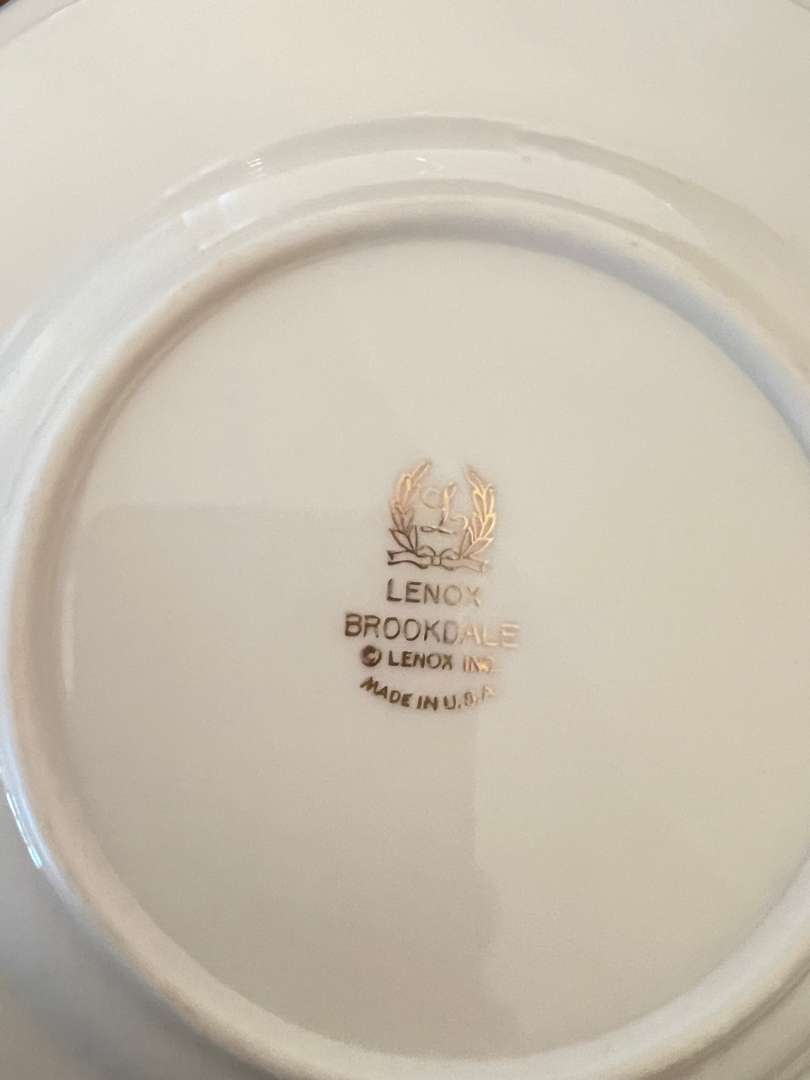 L
LENOX
BROOKDALE
© LENOX INC.
MADE IN U.S.A.